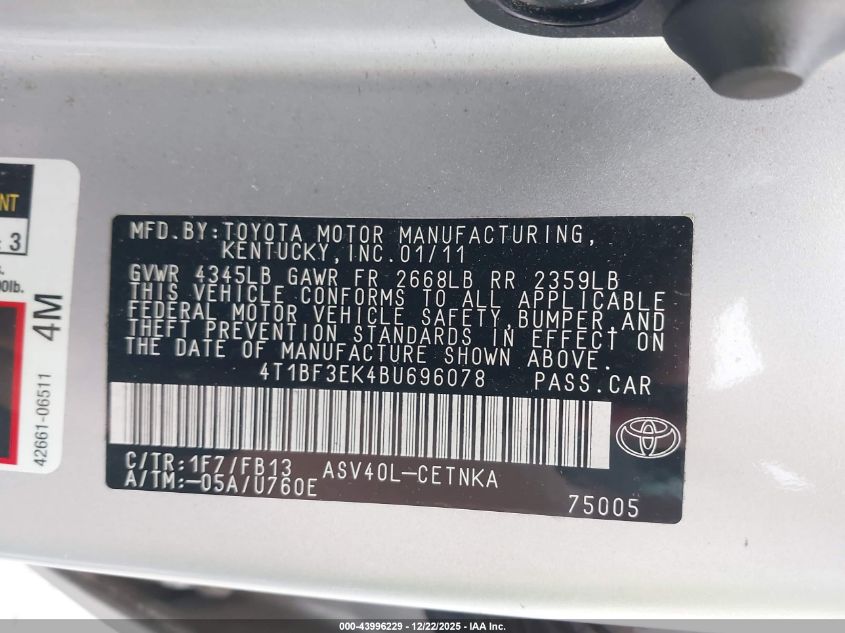 NT
: 3
s.
00lb.
4M
42661-06511
MFD.BY:TOYOTA MOTOR MANUFACTURING,
KENTUCKY,INC.01/11
GVWR 4345LB GAWR FR 2668LB RR 2359LB
THIS VEHICLE CONFORMS TO ALL APPLICABLE
FEDERAL MOTOR VEHICLE SAFETY,BUMPER,AND
THEFT PREVENTION STANDARDS IN EFFECT ON
THE DATE OF MANUFACTURE SHOWN ABOVE.
4T1BF3EK4BU696078 PASS.CAR
C/TR:1F7/FB13 ASV40L-CETNKA
A/TM:-05A/U760E
75005
000-43996229 - 12/22/2025 - IAA Inc.